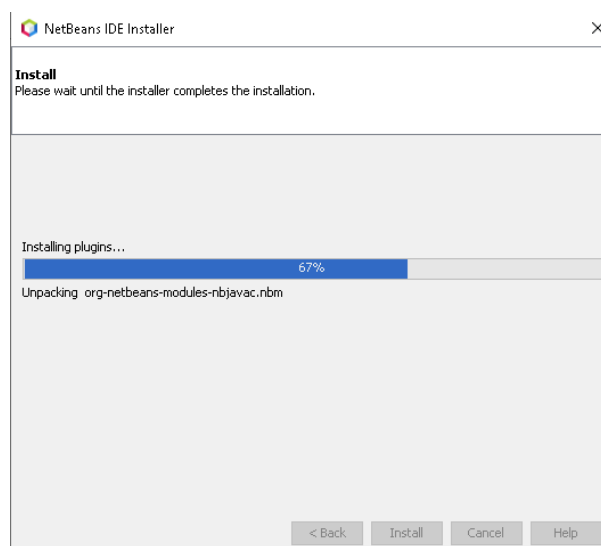 NetBeans IDE Installer
Install
Please wait until the installer completes the installation.
Installing plugins...
67%
Unpacking org-netbeans-modules-nbjavac.nbm
< Back Install Cancel Help